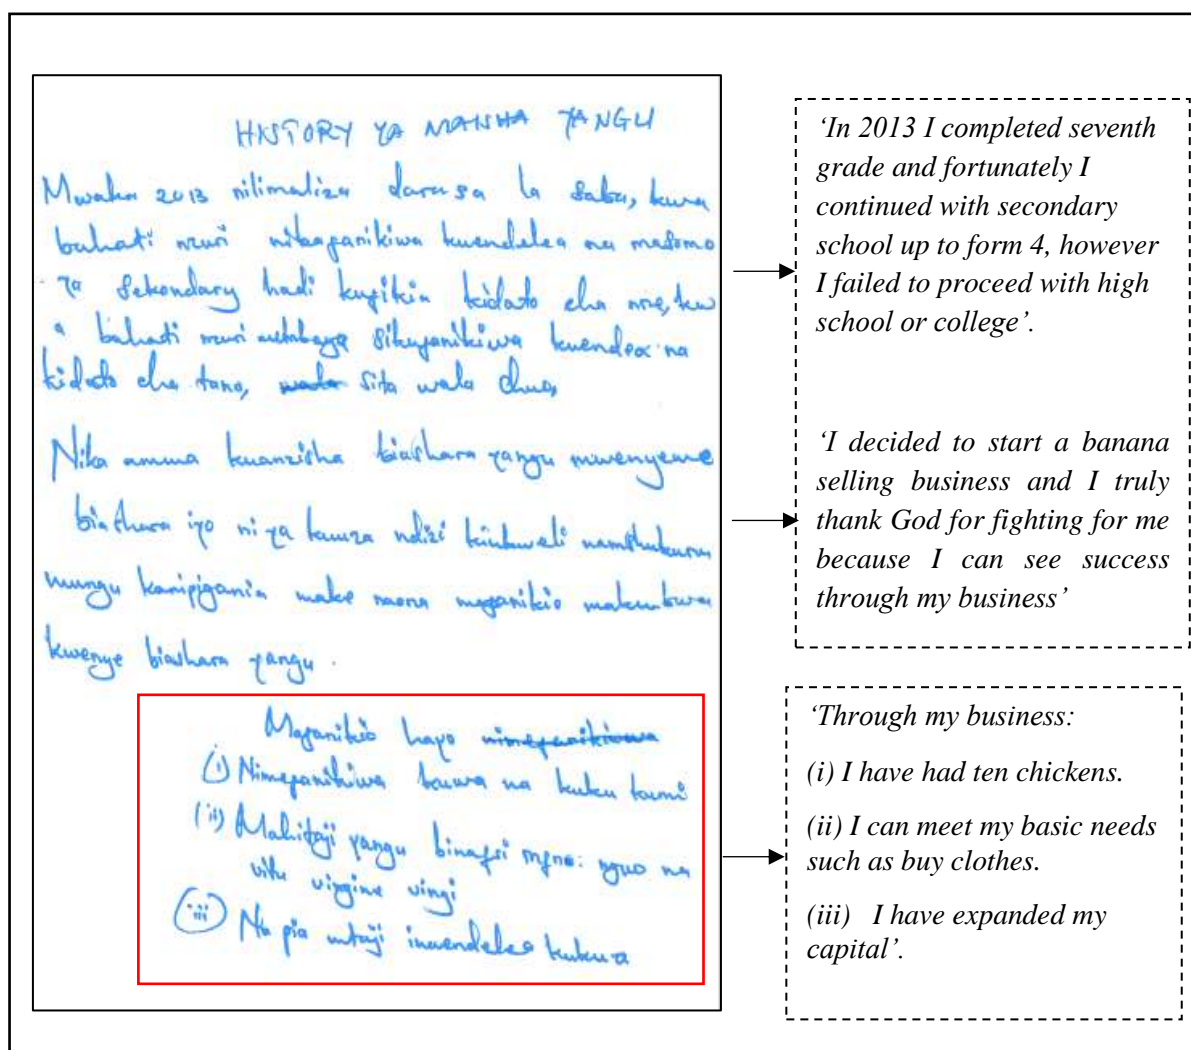 HISTORY YA MAISHA YANGU
Mwaka 2013 nilimaliza darasa la saba, kwa
bahati nzuri nikafanikiwa kuendelea na masomo
ya Sekondary hadi kufikia kidato cha nne, kw
a bahati mbaya sikufanikiwa kuendea na
kidato cha tano, sita wala chuo,
Nika amua kuanzisha biashara yangu mwenyewe
biashara iyo ni ya kuuza ndizi kiukweli namshukuru
mungu kanipigania make naona mafanikio makubwa
kwenye biashara yangu.
Mafanikio hayo nimefanikiwa
(i) Nimefanikiwa kuwa na kuku kumi
(ii) Mahitaji yangu binafsi mfno: nguo na
vitu vingine vingi
(iii) Na pia mtaji inaendelea kukua
'In 2013 I completed seventh
grade and fortunately I
continued with secondary
school up to form 4, however
I failed to proceed with high
school or college'.
'I decided to start a banana
selling business and I truly
thank God for fighting for me
because I can see success
through my business'
'Through my business:
(i) I have had ten chickens.
(ii) I can meet my basic needs
such as buy clothes.
(iii) I have expanded my
capital'.